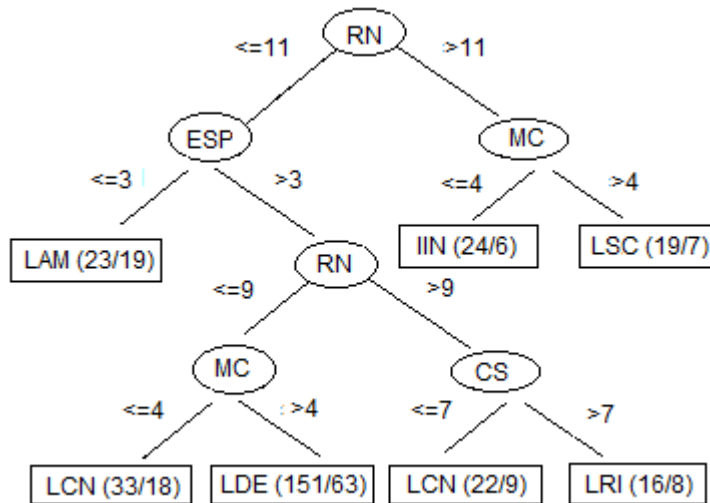 RN
<=11
>11
ESP
MC
<=3
>3
<=4
>4
LAM (23/19)
RN
IIN (24/6)
LSC (19/7)
<=9
>9
MC
CS
<=4
>4
<=7
>7
LCN (33/18)
LDE (151/63)
LCN (22/9)
LRI (16/8)